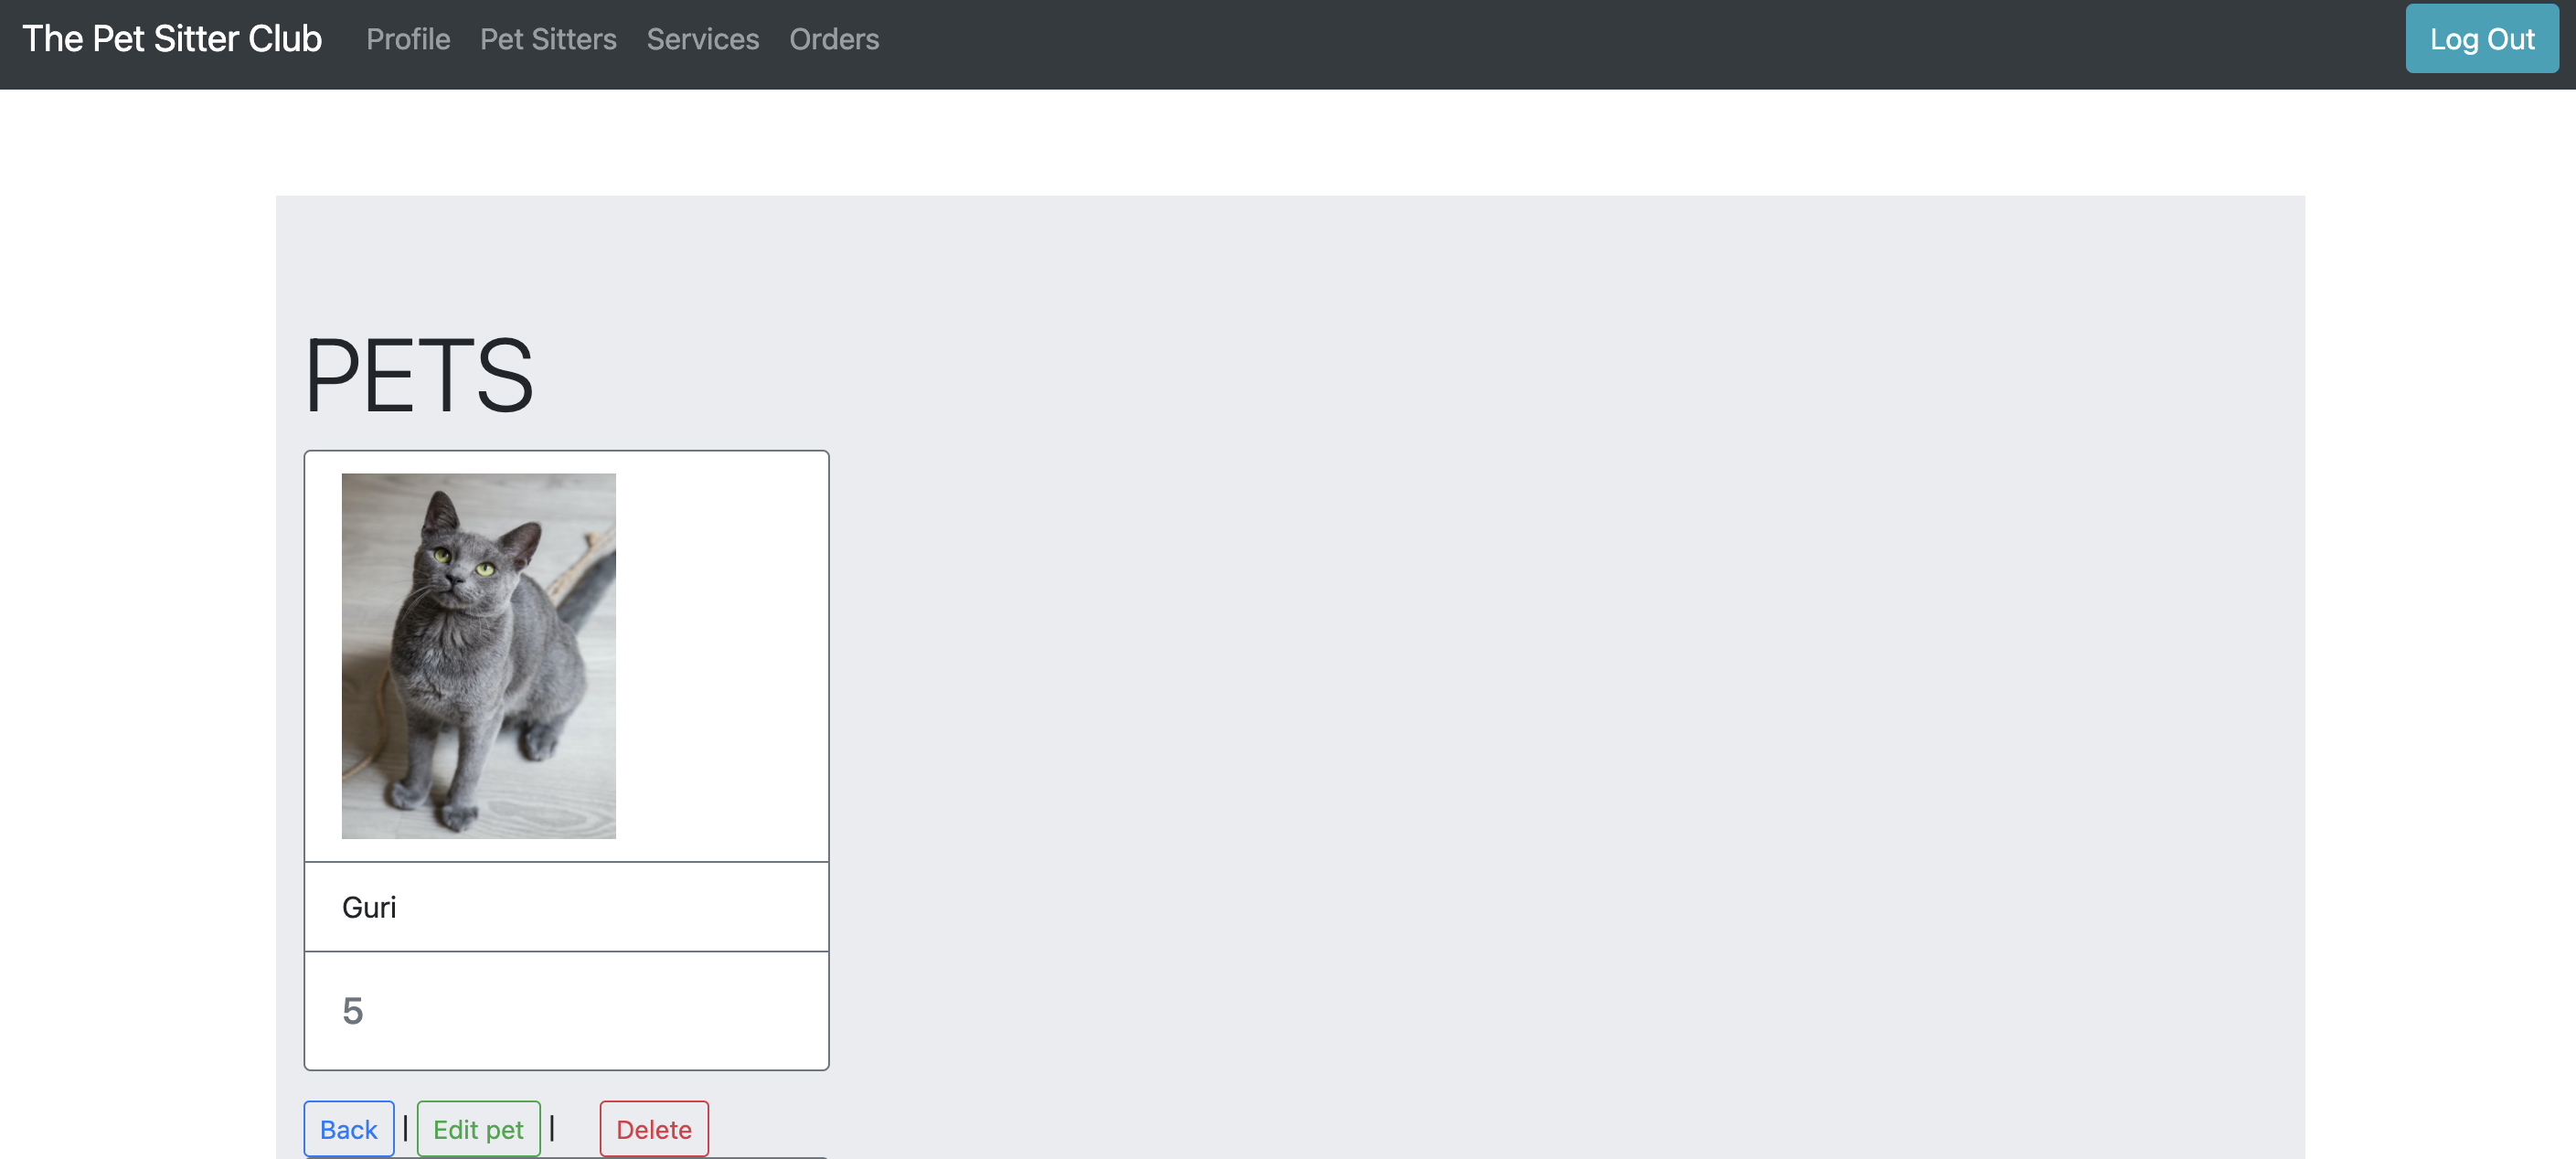 The Pet Sitter Club Profile Pet Sitters Services Orders Log Out
PETS
Guri
5
Back | Edit pet | Delete